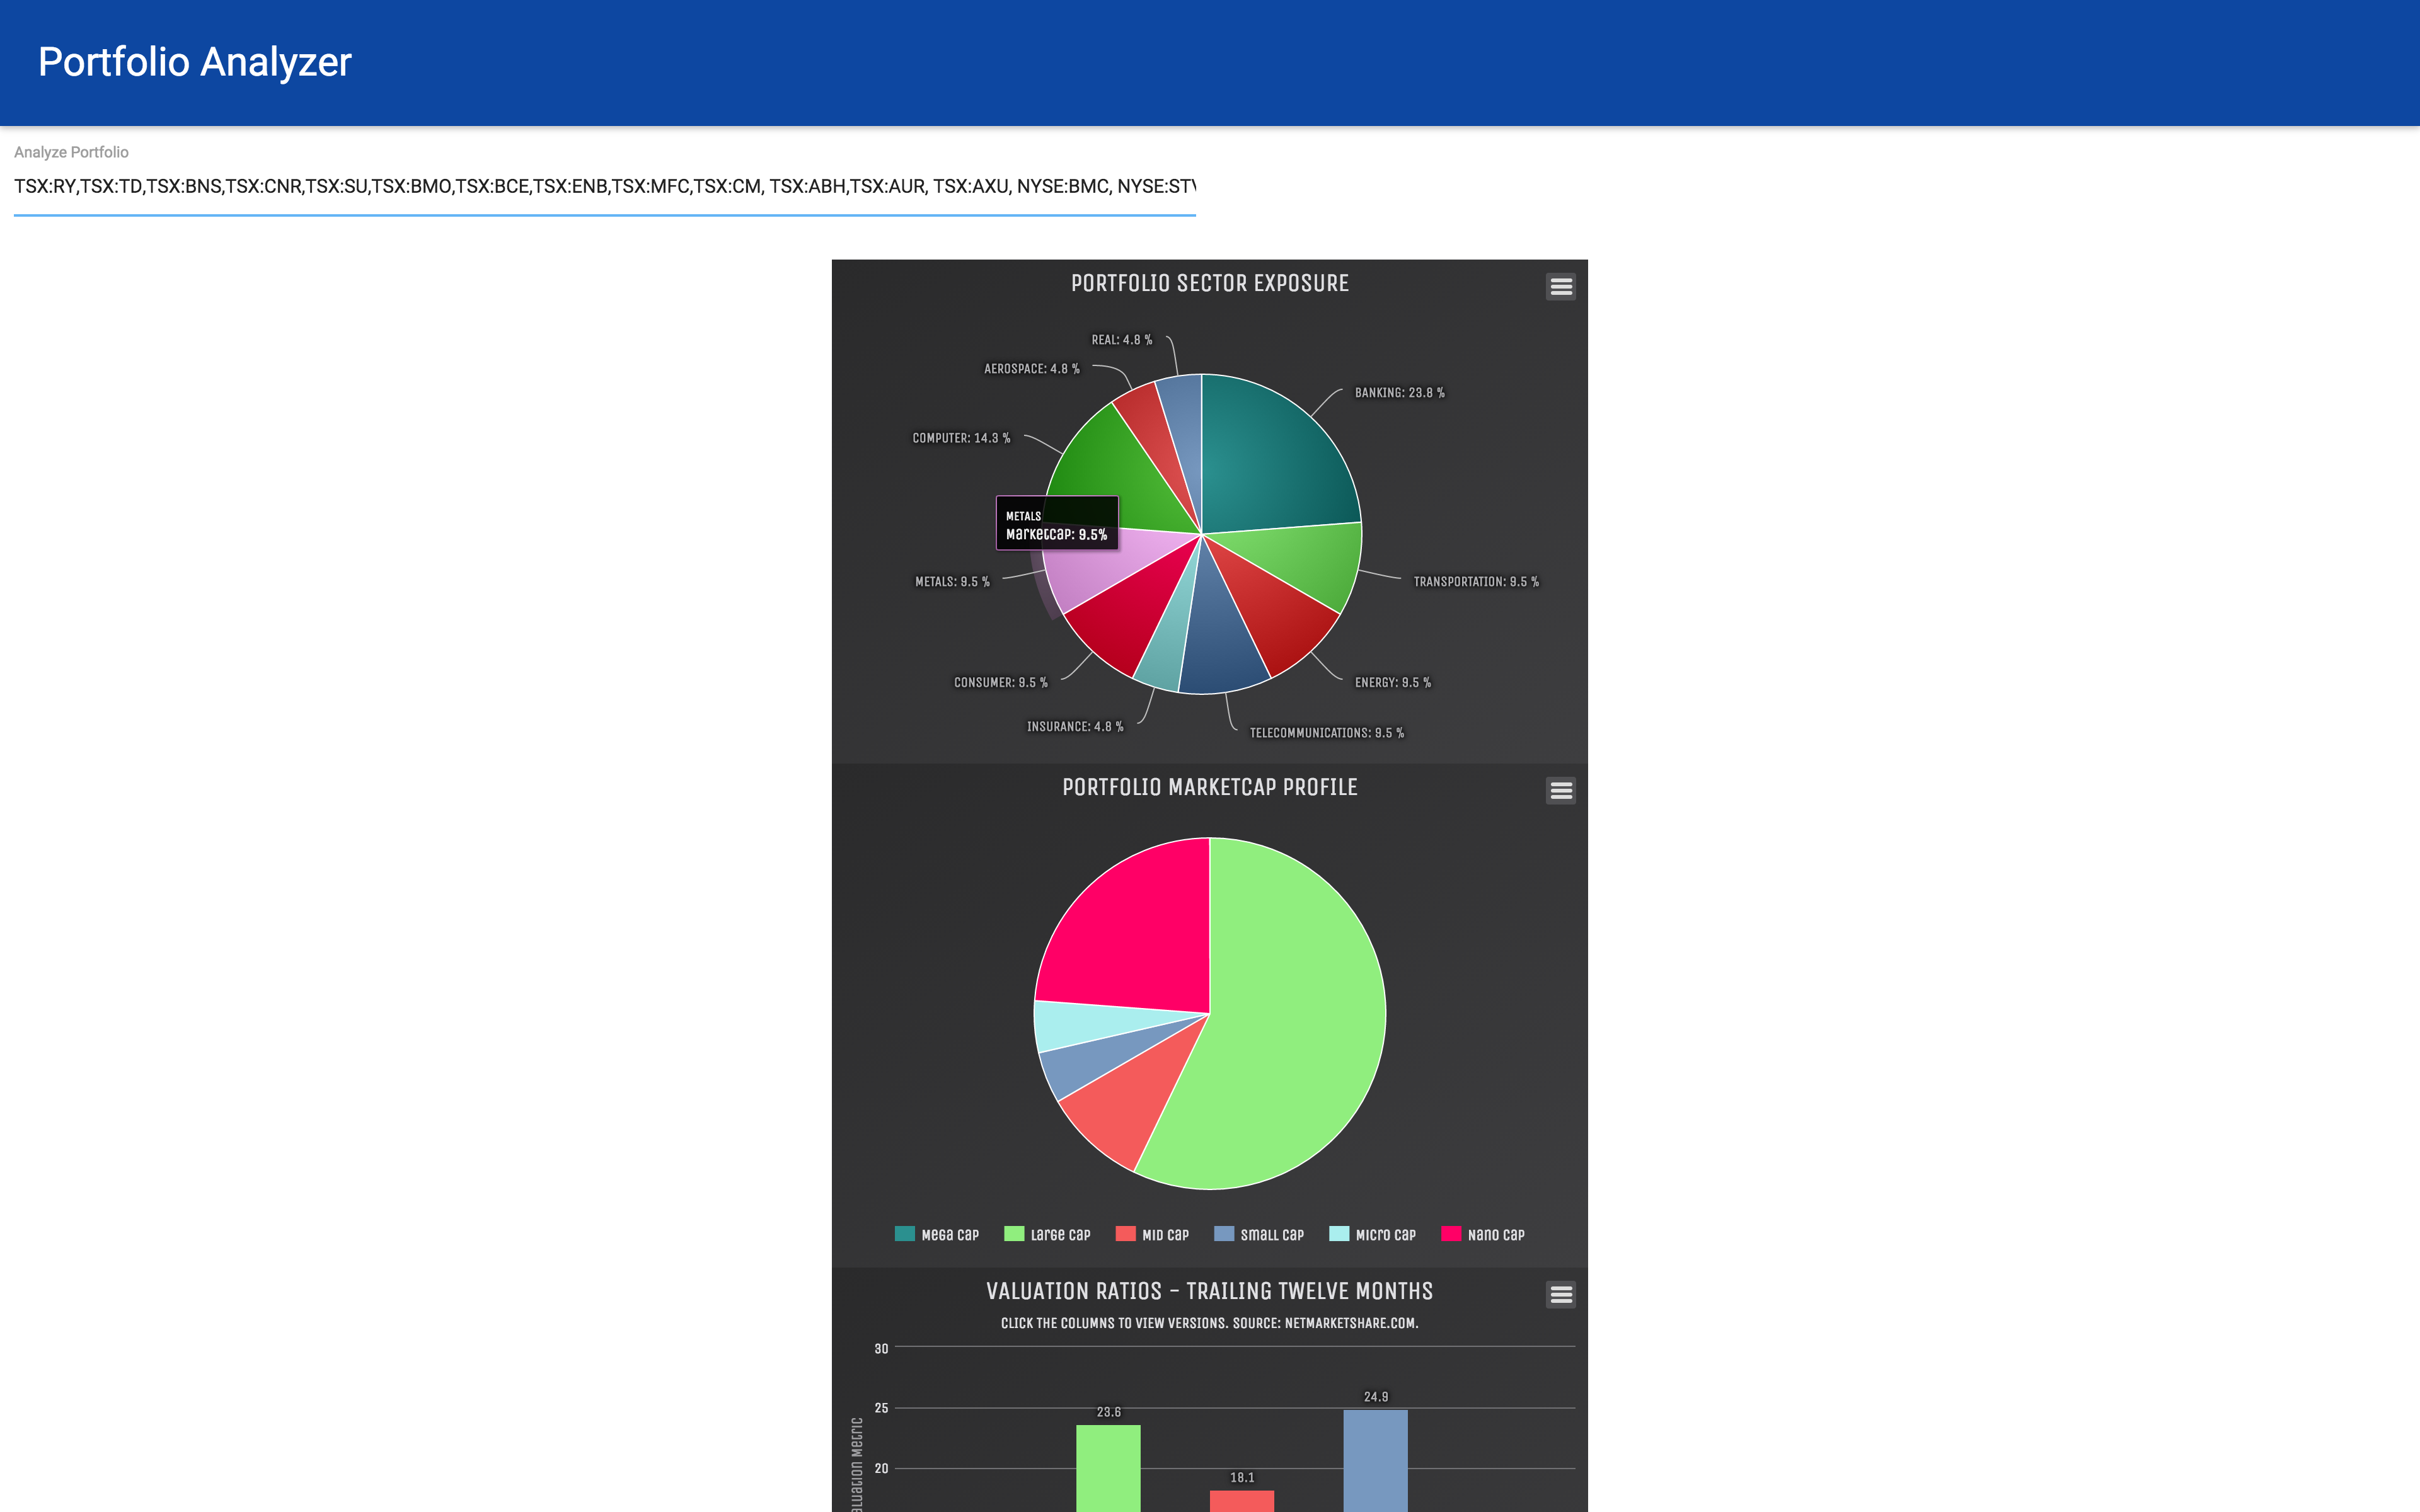 Portfolio Analyzer
Analyze Portfolio
TSX:RY,TSX:TD,TSX:BNS,TSX:CNR,TSX:SU,TSX:BMO,TSX:BCE,TSX:ENB,TSX:MFC,TSX:CM, TSX:ABH,TSX:AUR, TSX:AXU, NYSE:BMC, NYSE:ST
PORTFOLIO SECTOR EXPOSURE
REAL: 4.8 %
AEROSPACE: 4.8 %
BANKING: 23.8 %
COMPUTER: 14.3 %
METALS
Marketcap: 9.5%
METALS: 9.5 %
TRANSPORTATION: 9.5 %
CONSUMER: 9.5 %
ENERGY: 9.5 %
INSURANCE: 4.8 %
TELECOMMUNICATIONS: 9.5 %
PORTFOLIO MARKETCAP PROFILE
Mega Cap
Large Cap
Mid Cap
Small Cap
Micro Cap
Nano Cap
VALUATION RATIOS - TRAILING TWELVE MONTHS
CLICK THE COLUMNS TO VIEW VERSIONS. SOURCE: NETMARKETSHARE.COM.
30
24.9
25
23.6
20
18.1
Metric